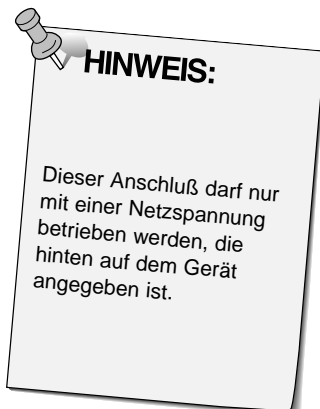 HINWEIS:
Dieser Anschluß darf nur
mit einer Netzspannung
betrieben werden, die
hinten auf dem Gerät
angegeben ist.